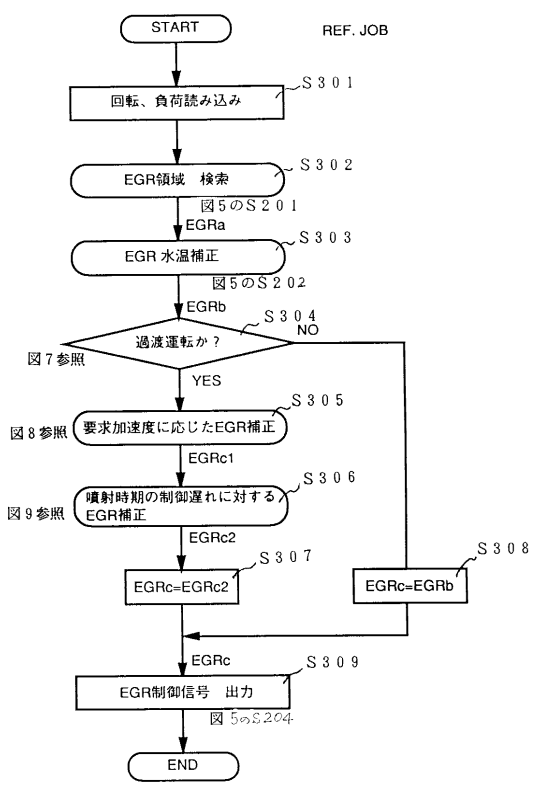 START
REF. JOB
S301
回転、負荷読み込み
S302
EGR領域 検索
図5のS201
EGRa
S303
EGR 水温補正
図5のS202
EGRb
S304
過渡運転か?
NO
図7参照
YES
S305
要求加速度に応じたEGR補正
図8参照
EGRc1
S306
噴射時期の制御遅れに対する
EGR補正
図9参照
EGRc2
S307
EGRc=EGRc2
S308
EGRc=EGRb
EGRc
S309
EGR制御信号 出力
図5のS204
END